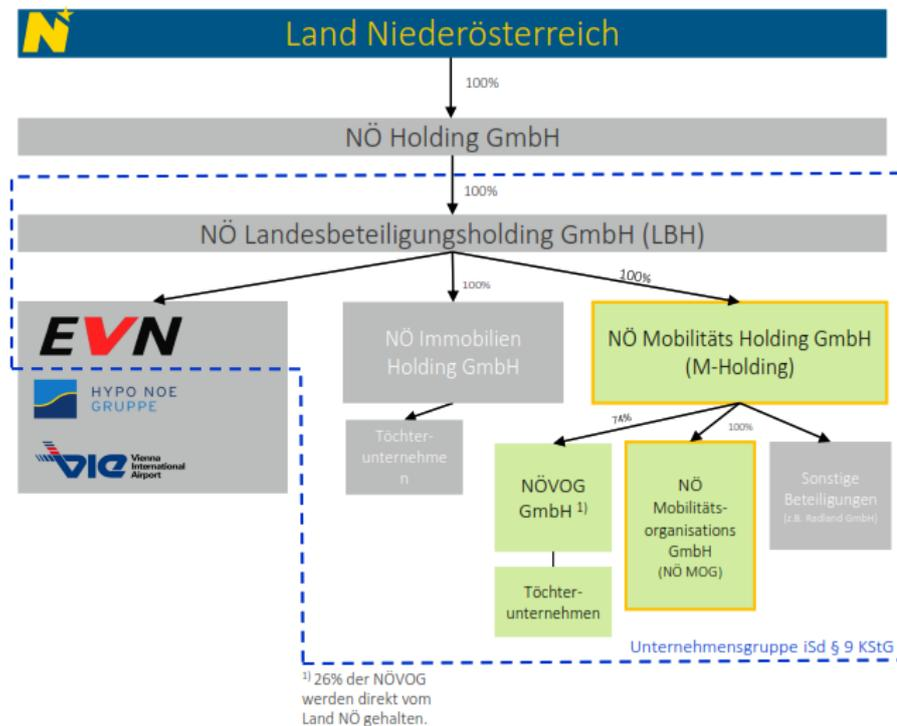 N
Land Niederösterreich
100%
NÖ Holding GmbH
100%
NÖ Landesbeteiligungsholding GmbH (LBH)
100%
100%
EVN
HYPO NOE
GRUPPE
VIE Vienna
International
Airport
NÖ Immobilien
Holding GmbH
NÖ Mobilitäts Holding GmbH
(M-Holding)
Töchter-
unternehme
n
74%
100%
NÖVOG
GmbH 1)
NÖ
Mobilitäts-
organisations
GmbH
(NÖ MOG)
Sonstige
Beteiligungen
(z.B. Radland GmbH)
Töchter-
unternehmen
Unternehmensgruppe iSd § 9 KStG
1) 26% der NÖVOG
werden direkt vom
Land NÖ gehalten.